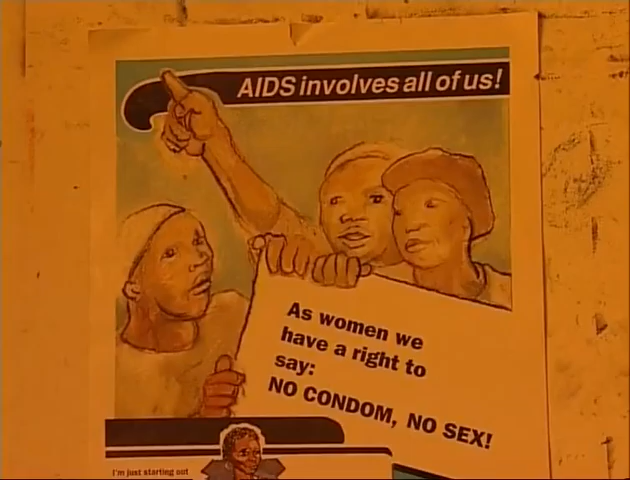 AIDS involves all of us!
As women we
have a right to
say:
NO CONDOM, NO SEX!
I'm just starting out